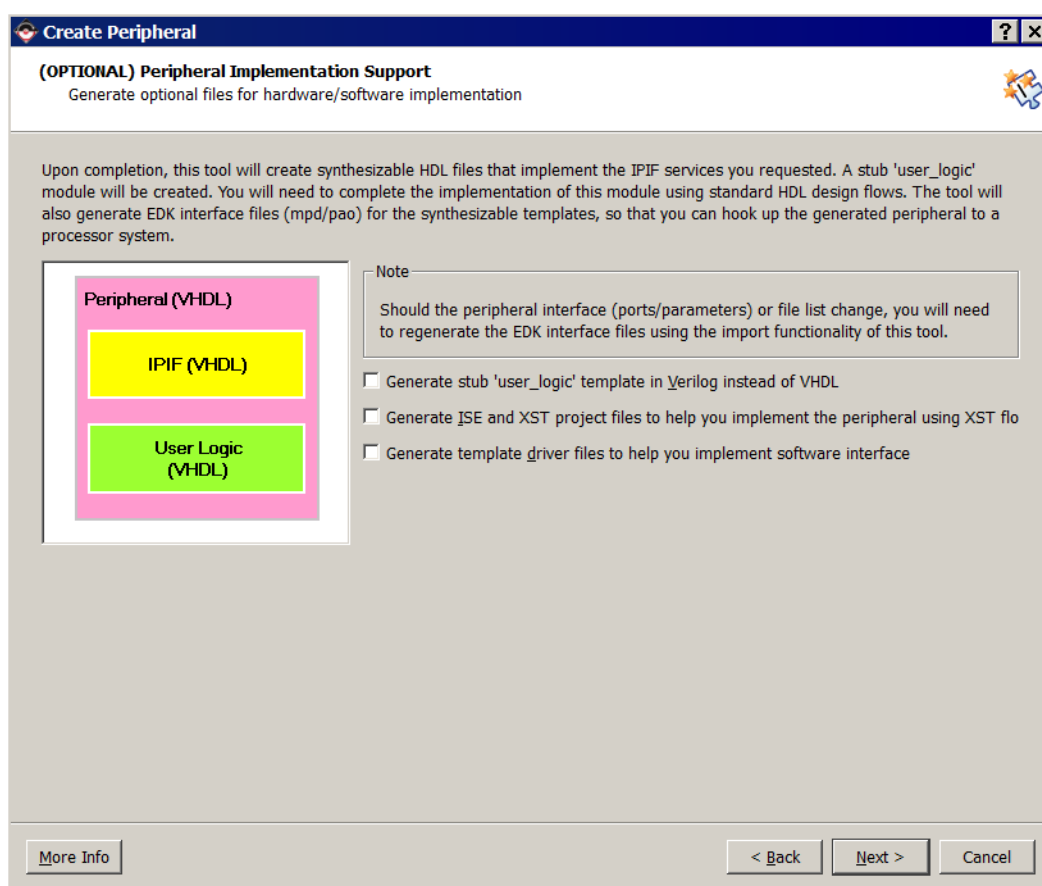 Create Peripheral
(OPTIONAL) Peripheral Implementation Support
Generate optional files for hardware/software implementation
Upon completion, this tool will create synthesizable HDL files that implement the IPIF services you requested. A stub 'user_logic'
module will be created. You will need to complete the implementation of this module using standard HDL design flows. The tool will
also generate EDK interface files (mpd/pao) for the synthesizable templates, so that you can hook up the generated peripheral to a
processor system.
Peripheral (VHDL)
IPIF (VHDL)
User Logic
(VHDL)
Note
Should the peripheral interface (ports/parameters) or file list change, you will need
to regenerate the EDK interface files using the import functionality of this tool.
Generate stub 'user_logic' template in Verilog instead of VHDL
Generate ISE and XST project files to help you implement the peripheral using XST flo
Generate template driver files to help you implement software interface
More Info
< Back
Next >
Cancel